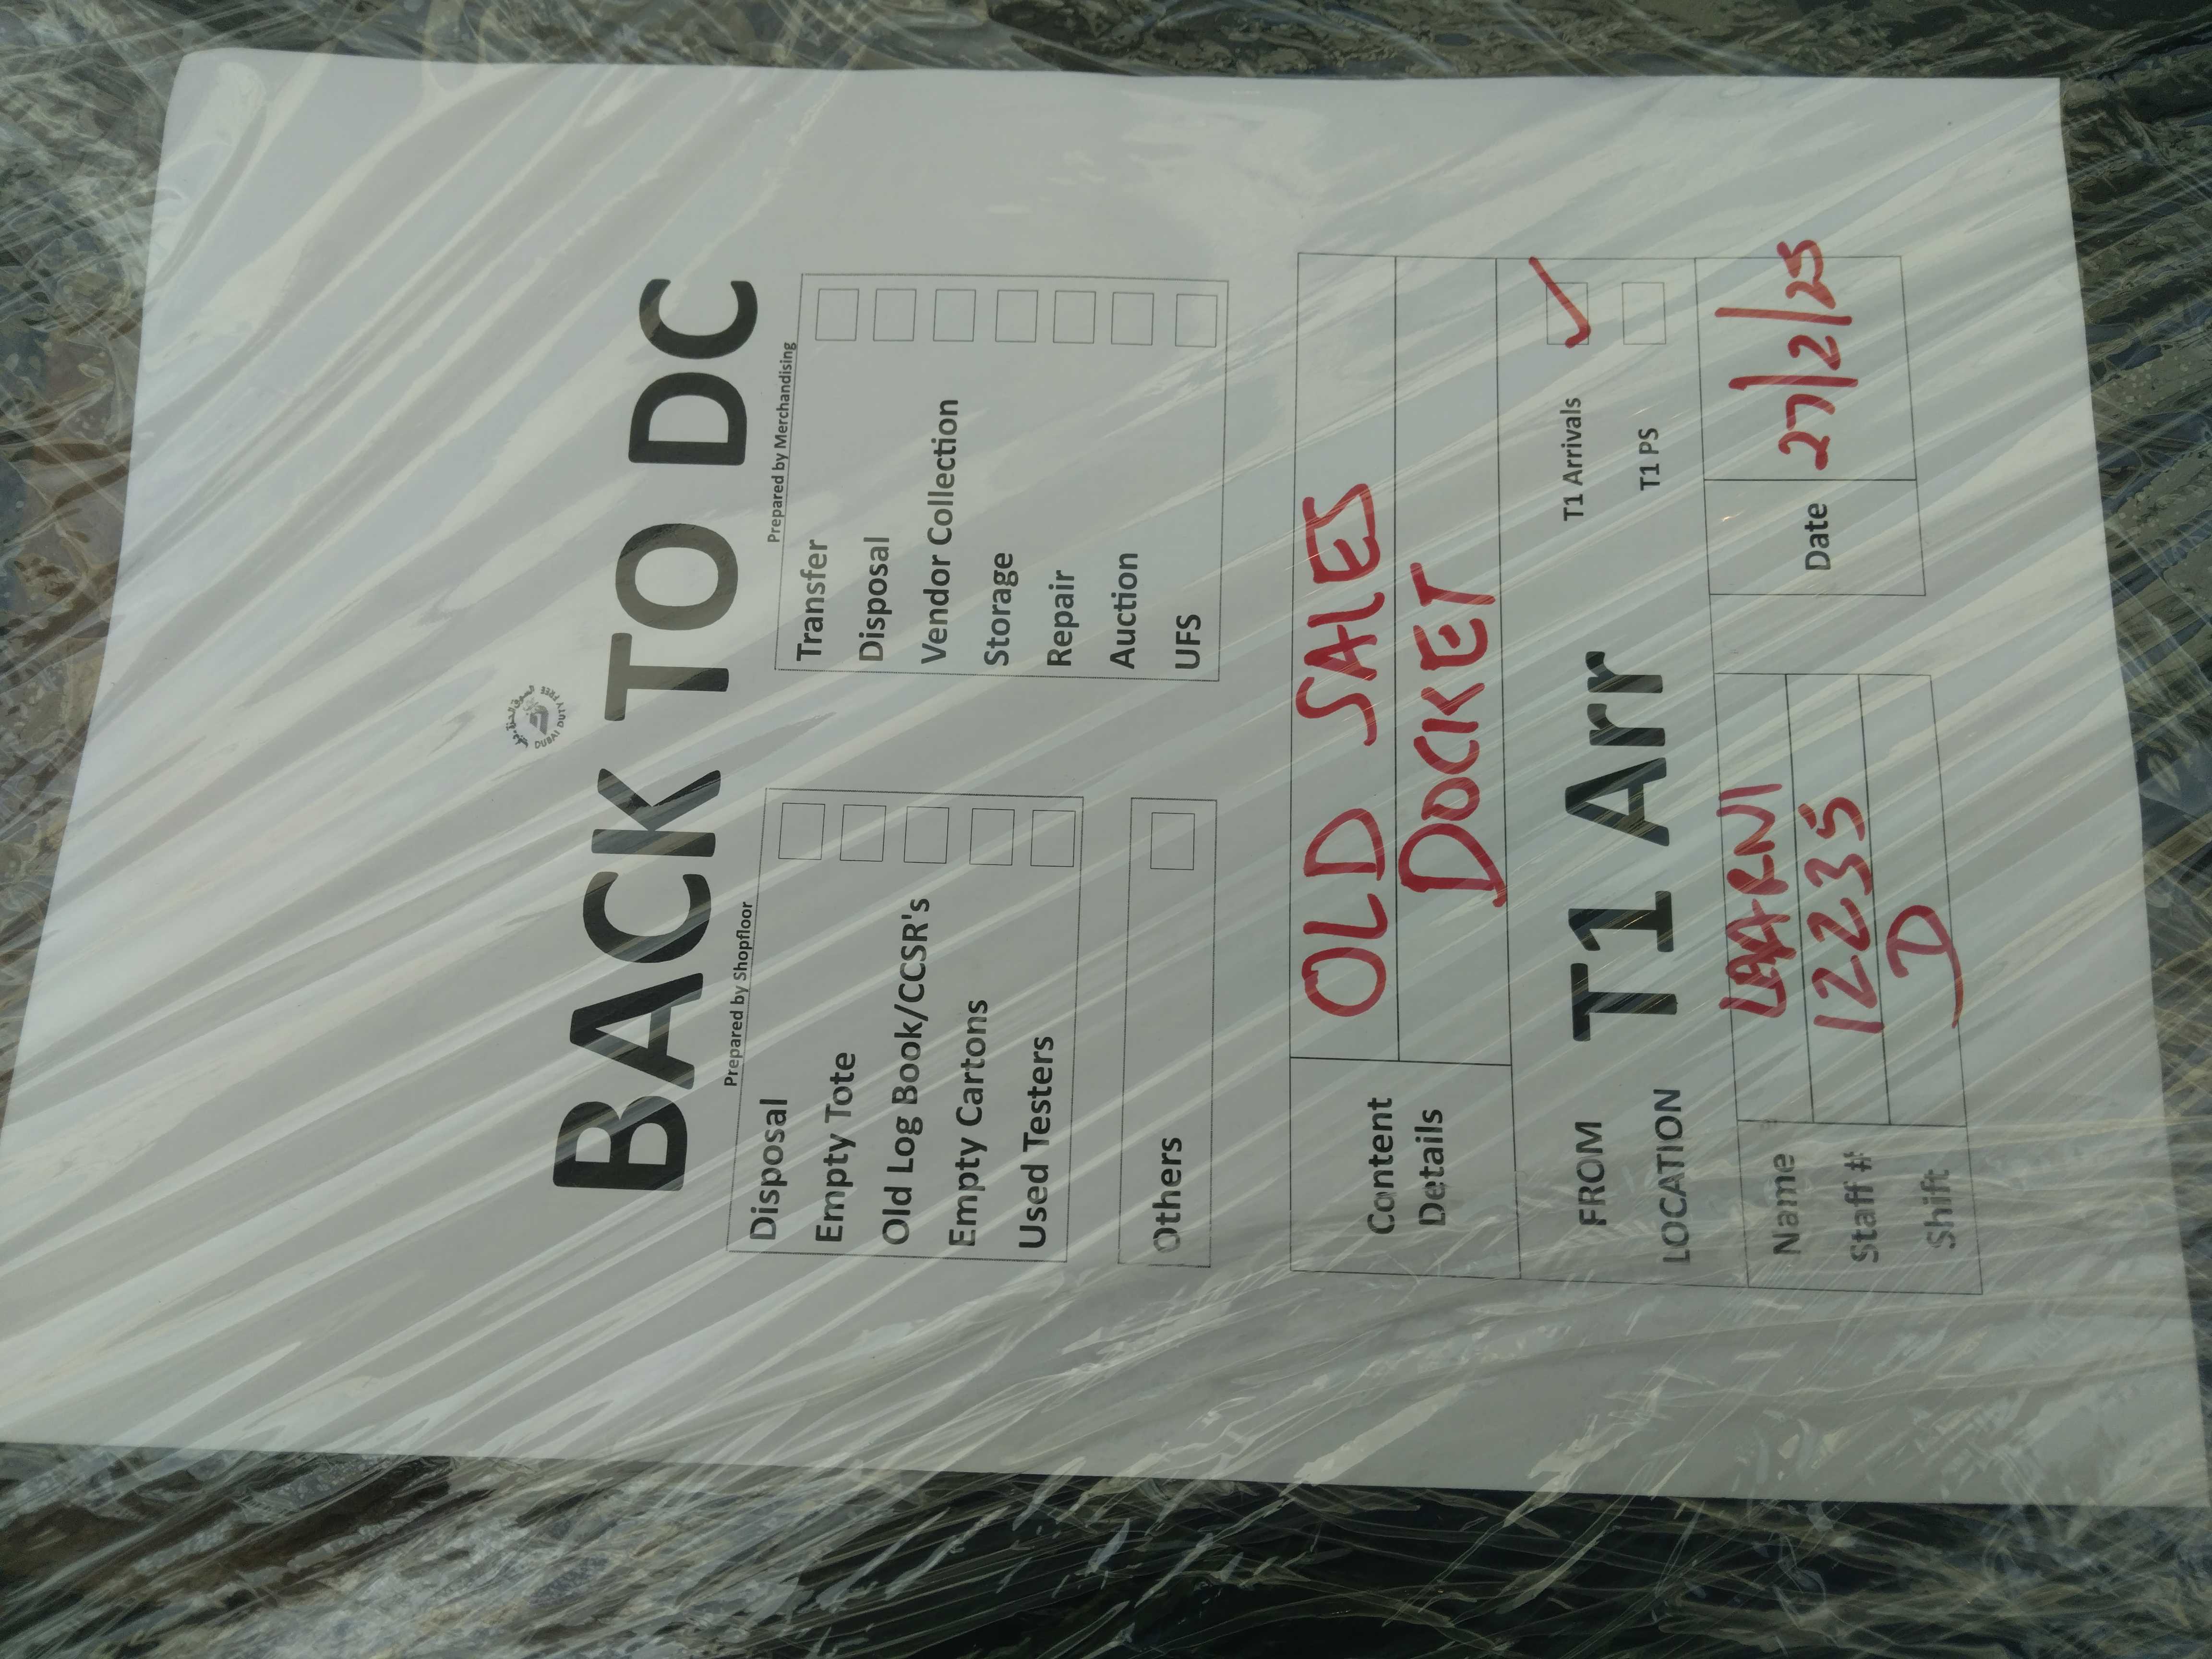 DUBAI DUTY FREE
BACK TO DC
Prepared by Shopfloor
Disposal
Empty Tote
Old Log Book/CCSR's
Empty Cartons
Used Testers
Others
Prepared by Merchandising
Transfer
Disposal
Vendor Collection
Storage
Repair
Auction
UFS
Content Details
OLD SALES
DOCKET
FROM LOCATION
T1 Arr
T1 Arrivals ✓
T1 PS
Name
Staff # 12235
Shift D
Date 27/2/25